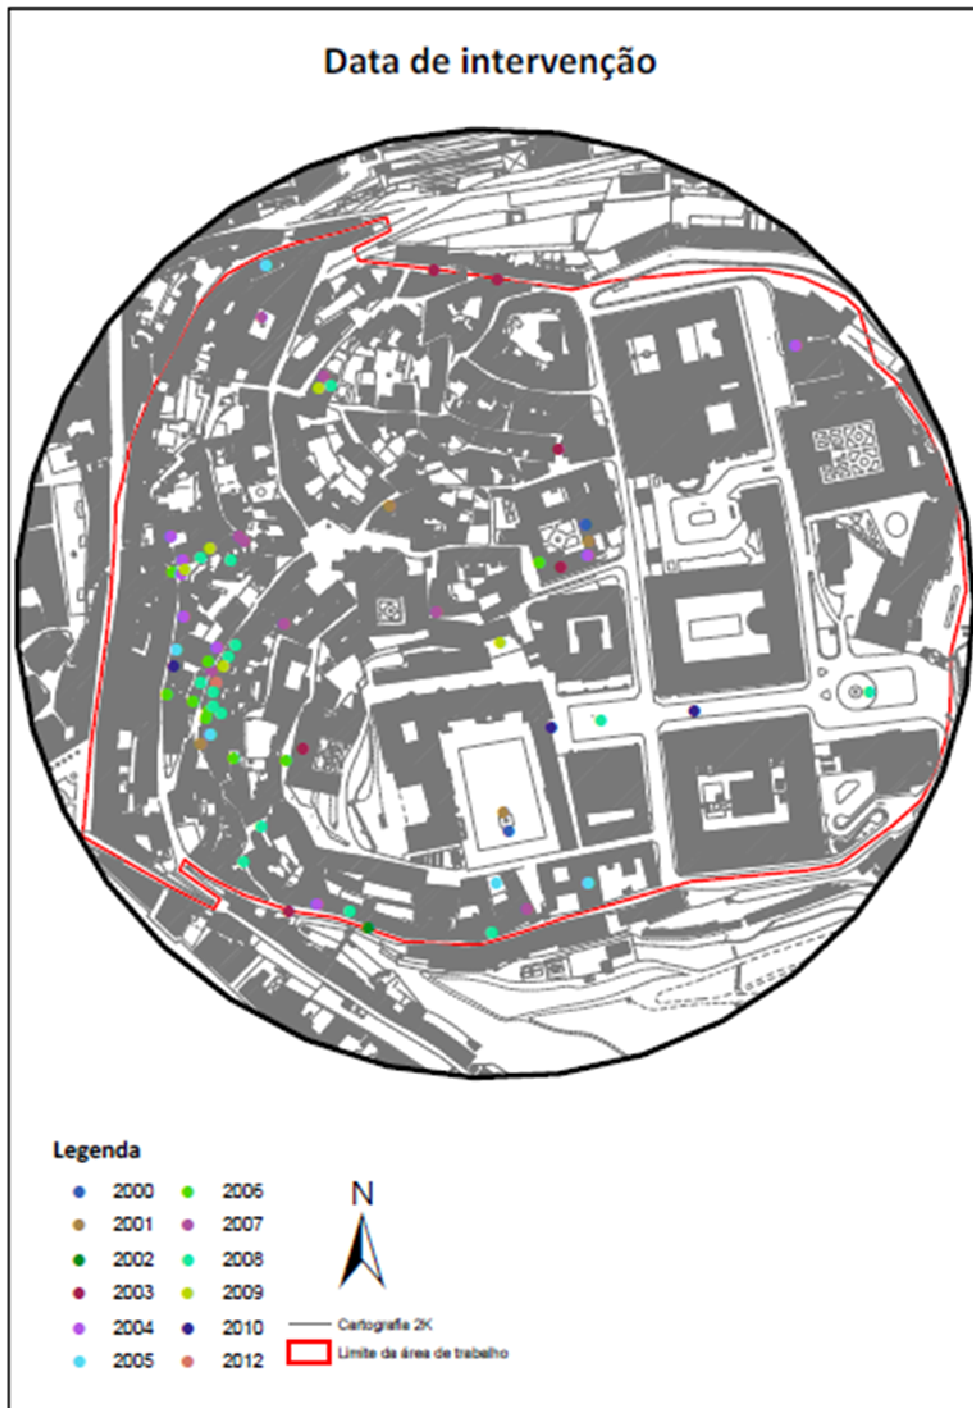 Data de intervenção
Legenda
2000 2006
2001 2007
2002 2008
2003 2009
2004 2010
2005 2012
N
Cartografia 2K
Limite da área de trabalho